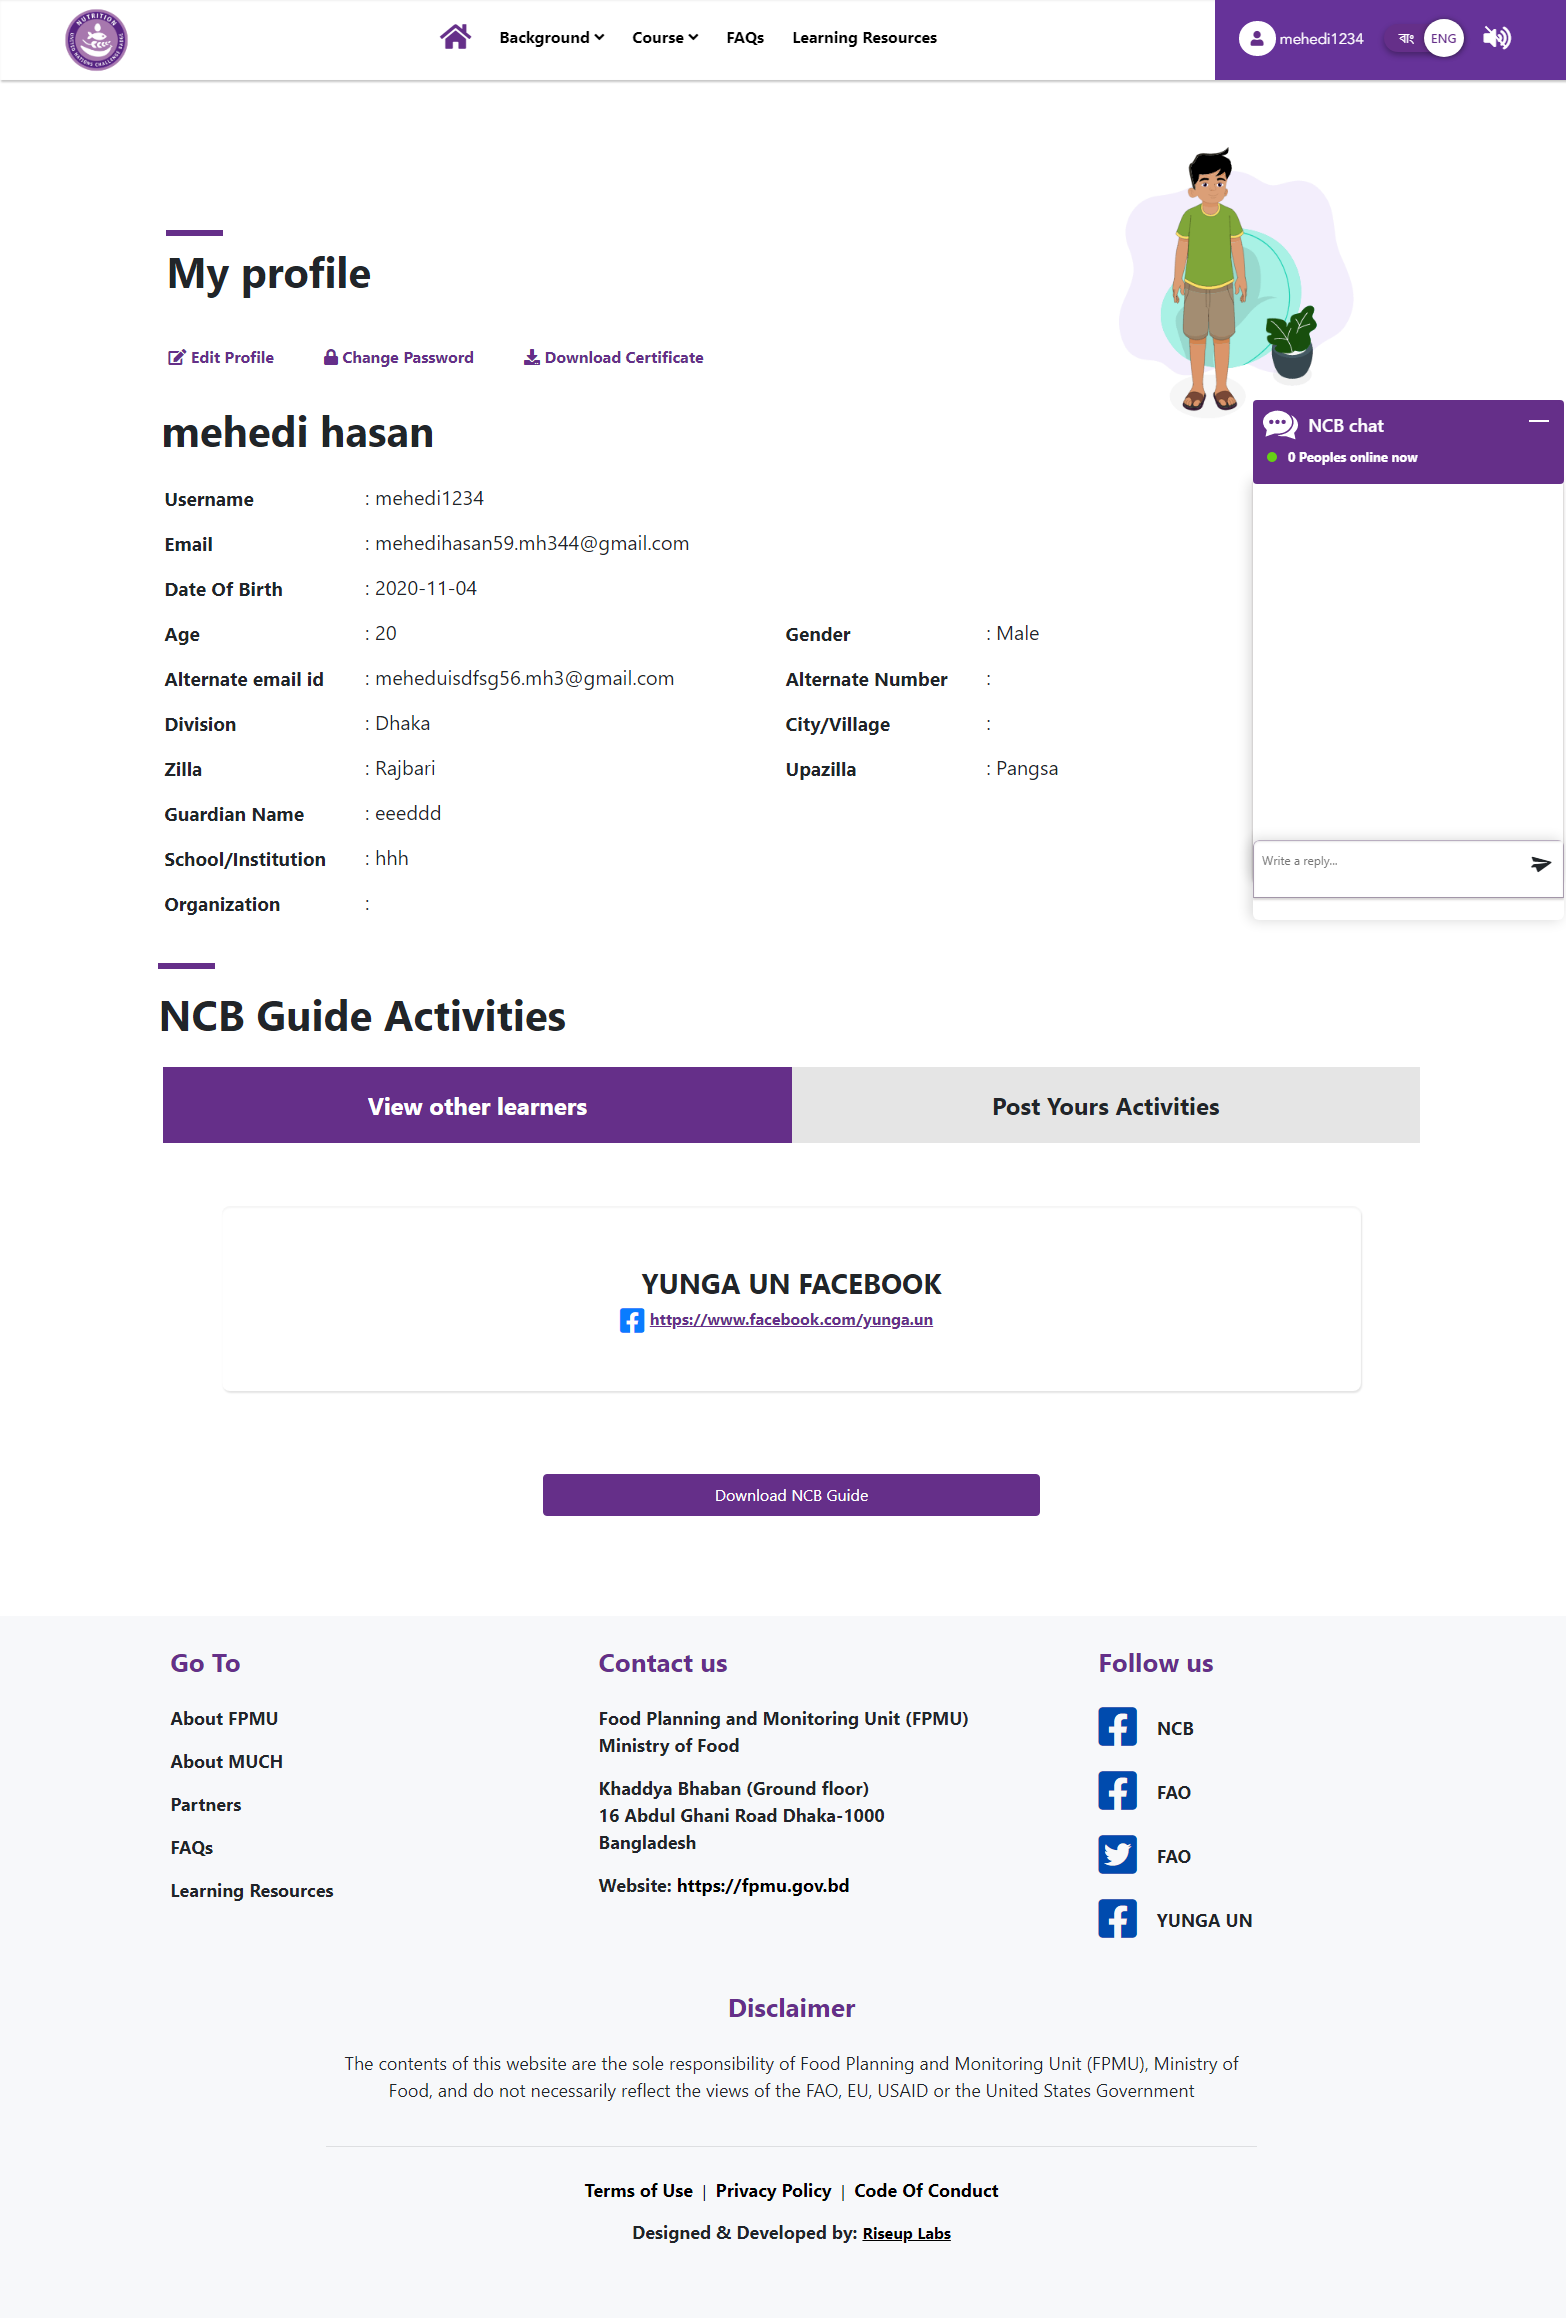 NUTRITION
UNITED NATIONS CHALLENGE BADGE
Background
Course
FAQs
Learning Resources
mehedi1234
বাং
ENG
My profile
Edit Profile
Change Password
Download Certificate
mehedi hasan
NCB chat
0 Peoples online now
Username : mehedi1234
Email : mehedihasan59.mh344@gmail.com
Date Of Birth : 2020-11-04
Age : 20
Gender : Male
Alternate email id : meheduisdfsg56.mh3@gmail.com
Alternate Number :
Division : Dhaka
City/Village :
Zilla : Rajbari
Upazilla : Pangsa
Guardian Name : eeeddd
School/Institution : hhh
Organization :
Write a reply...
NCB Guide Activities
View other learners
Post Yours Activities
YUNGA UN FACEBOOK
https://www.facebook.com/yunga.un
Download NCB Guide
Go To
About FPMU
About MUCH
Partners
FAQs
Learning Resources
Contact us
Food Planning and Monitoring Unit (FPMU)
Ministry of Food
Khaddya Bhaban (Ground floor)
16 Abdul Ghani Road Dhaka-1000
Bangladesh
Website: https://fpmu.gov.bd
Follow us
NCB
FAO
FAO
YUNGA UN
Disclaimer
The contents of this website are the sole responsibility of Food Planning and Monitoring Unit (FPMU), Ministry of
Food, and do not necessarily reflect the views of the FAO, EU, USAID or the United States Government
Terms of Use | Privacy Policy | Code Of Conduct
Designed & Developed by: Riseup Labs